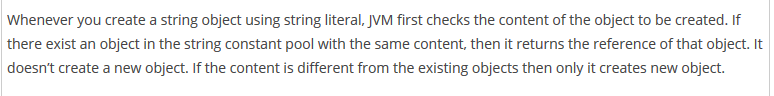 Whenever you create a string object using string literal, JVM first checks the content of the object to be created. If
there exist an object in the string constant pool with the same content, then it returns the reference of that object. It
doesn’t create a new object. If the content is different from the existing objects then only it creates new object.